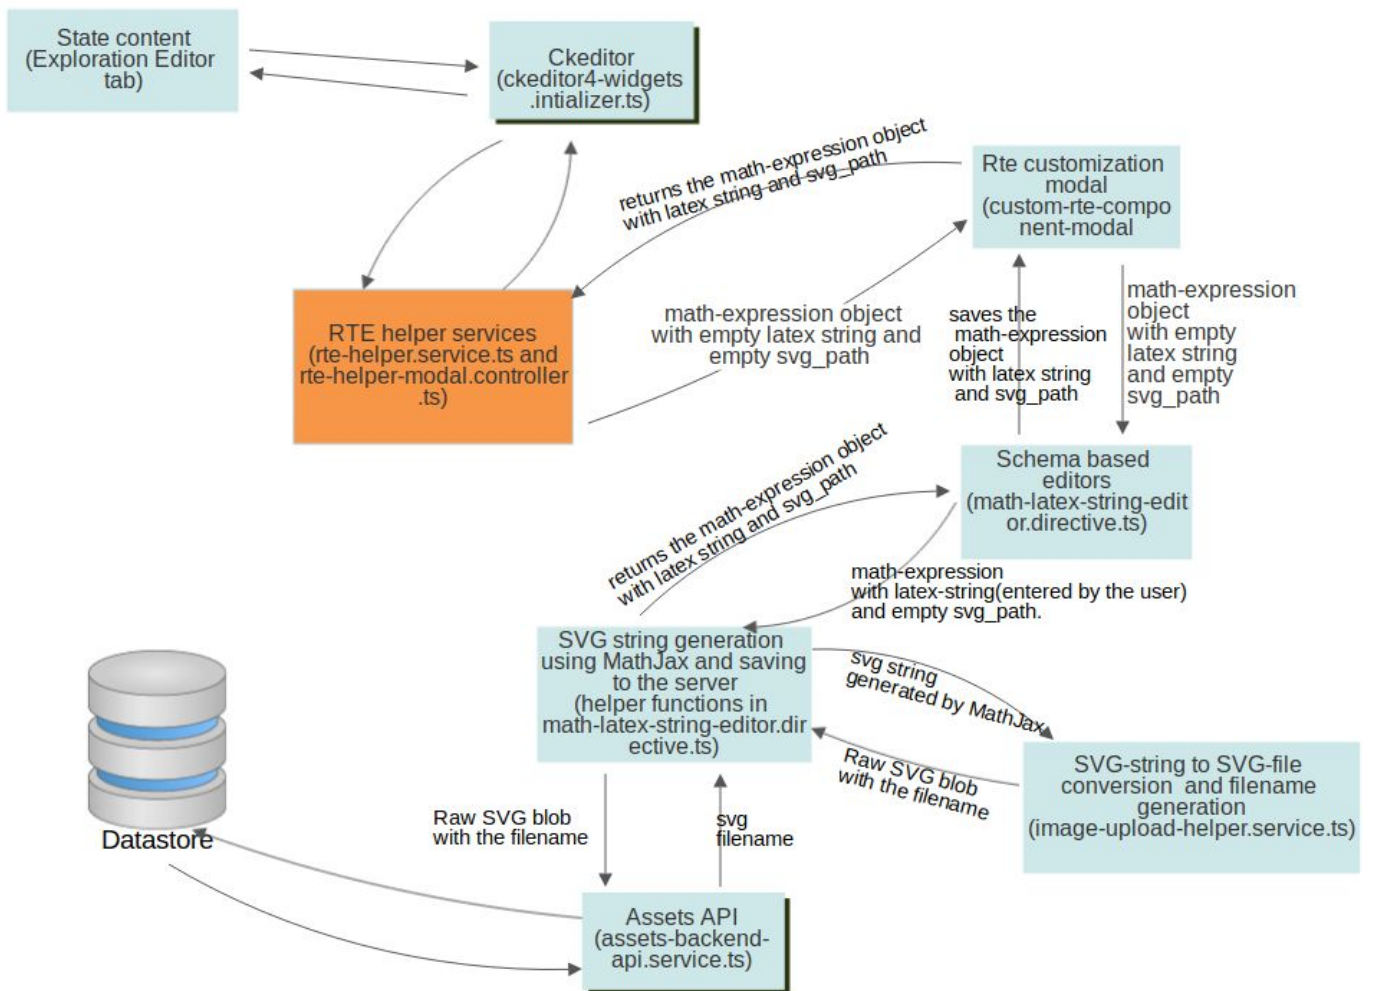 State content
(Exploration Editor
tab)
Ckeditor
(ckeditor4-widgets
.intializer.ts)
returns the math-expression object
with latex string and svg_path
Rte customization
modal
(custom-rte-compo
nent-modal
RTE helper services
(rte-helper.service.ts and
rte-helper-modal.controller
.ts)
math-expression object
with empty latex string and
empty svg_path
saves the
math-expression
object
with latex string
and svg_path
math-expression
object
with empty
latex string
and empty
svg_path
Schema based
editors
(math-latex-string-edit
or.directive.ts)
returns the math-expression object
with latex string and svg_path
math-expression
with latex-string(entered by the user)
and empty svg_path.
SVG string generation
using MathJax and saving
to the server
(helper functions in
math-latex-string-editor.dir
ective.ts)
svg string
generated by MathJax
Raw SVG blob
with the filename
SVG-string to SVG-file
conversion and filename
generation
(image-upload-helper.service.ts)
Datastore
Raw SVG blob
with the filename
svg
filename
Assets API
(assets-backend-
api.service.ts)